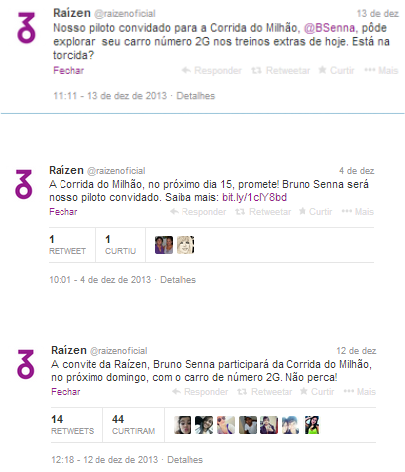 Raízen @raizenoficial 13 de dez
Nosso piloto convidado para a Corrida do Milhão, @BSenna, pôde
explorar seu carro número 2G nos treinos extras de hoje. Está na
torcida?
Fechar Responder Retweetar Curtir Mais
11:11 - 13 de dez de 2013 · Detalhes
Raízen @raizenoficial 4 de dez
A Corrida do Milhão, no próximo dia 15, promete! Bruno Senna será
nosso piloto convidado. Saiba mais: bit.ly/1clY8bd
Fechar Responder Retweetar Curtir Mais
1 1
RETWEET CURTIU
10:01 - 4 de dez de 2013 · Detalhes
Raízen @raizenoficial 12 de dez
A convite da Raízen, Bruno Senna participará da Corrida do Milhão,
no próximo domingo, com o carro de número 2G. Não perca!
Fechar Responder Retweetar Curtir Mais
14 44
RETWEETS CURTIRAM
12:18 - 12 de dez de 2013 · Detalhes